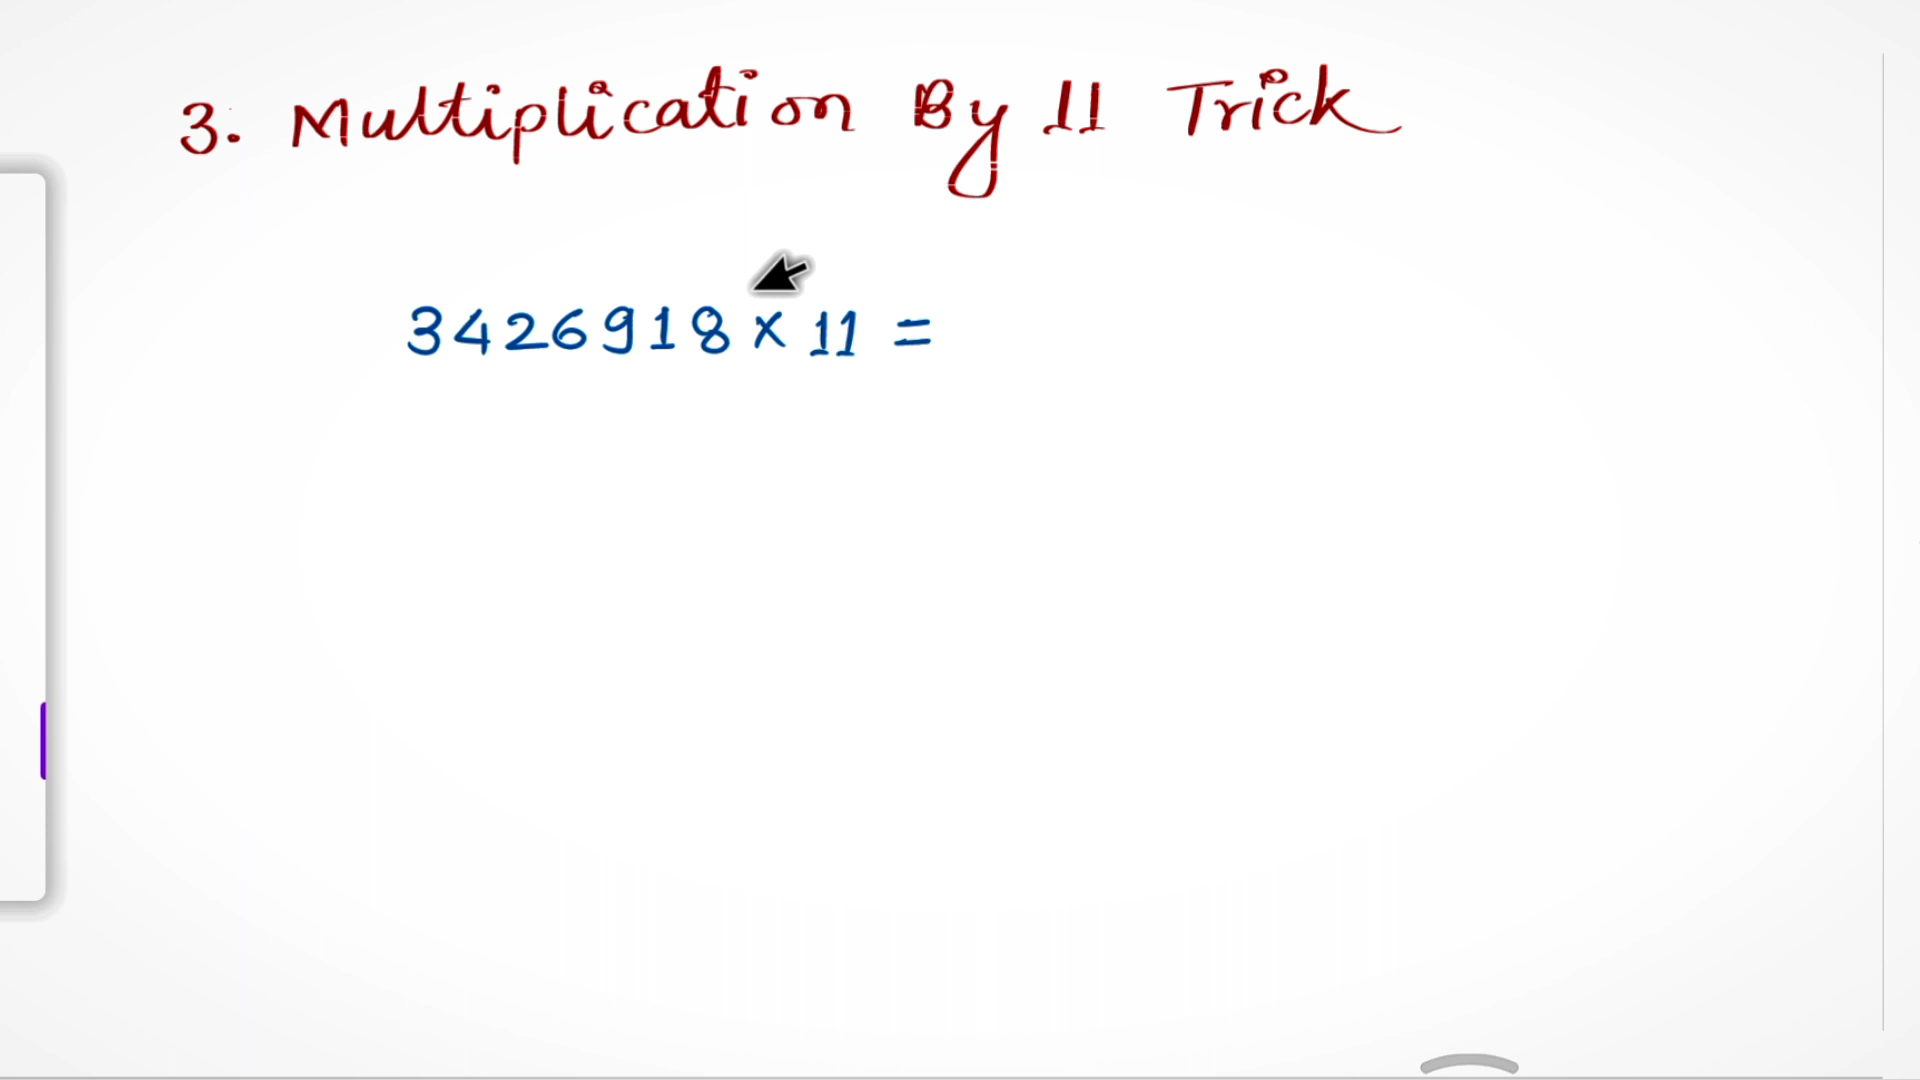 3. Multiplication By 11 Trick
3426918 × 11 =